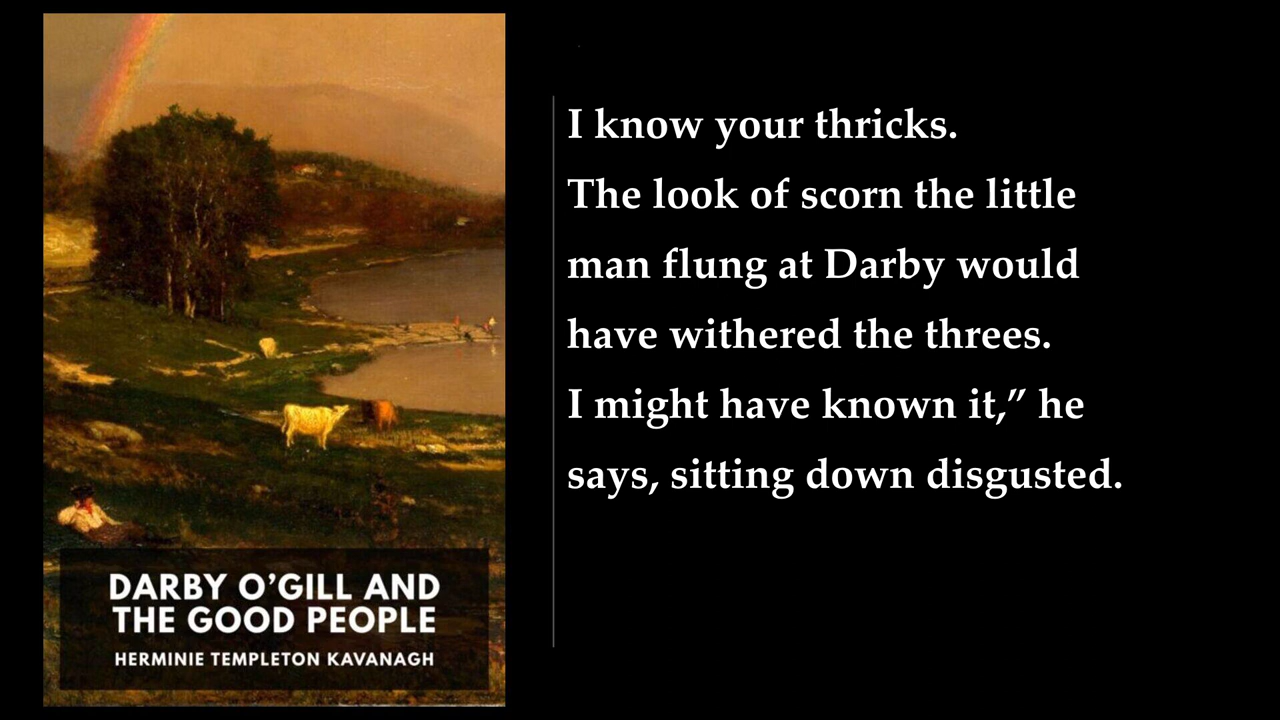 DARBY O’GILL AND
THE GOOD PEOPLE
HERMINIE TEMPLETON KAVANAGH
I know your thricks.
The look of scorn the little
man flung at Darby would
have withered the threes.
I might have known it,” he
says, sitting down disgusted.